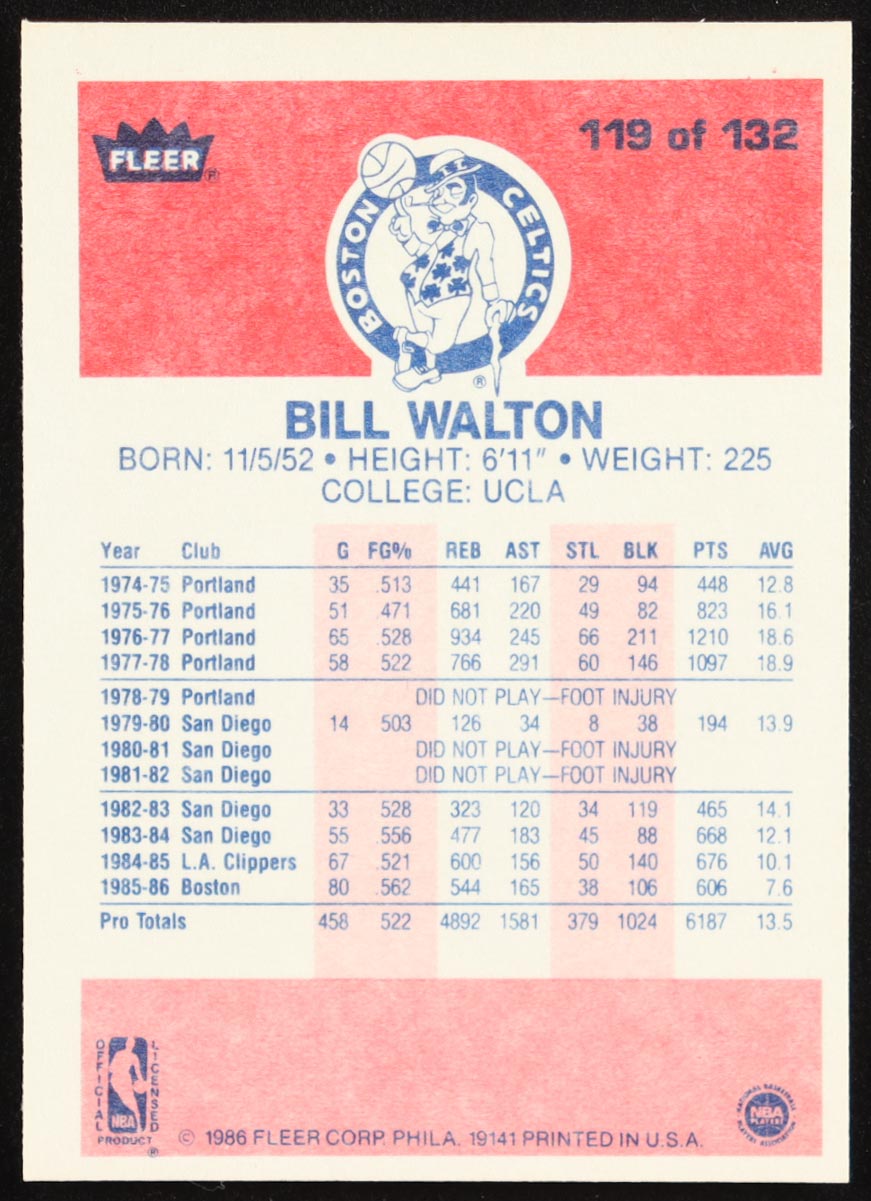 FLEER®
119 of 132
BOSTON CELTICS
®
BILL WALTON
BORN: 11/5/52 • HEIGHT: 6'11" • WEIGHT: 225
COLLEGE: UCLA
Year Club G FG% REB AST STL BLK PTS AVG
1974-75 Portland 35 .513 441 167 29 94 448 12.8
1975-76 Portland 51 .471 681 220 49 82 823 16.1
1976-77 Portland 65 .528 934 245 66 211 1210 18.6
1977-78 Portland 58 .522 766 291 60 146 1097 18.9
1978-79 Portland DID NOT PLAY—FOOT INJURY
1979-80 San Diego 14 .503 126 34 8 38 194 13.9
1980-81 San Diego DID NOT PLAY—FOOT INJURY
1981-82 San Diego DID NOT PLAY—FOOT INJURY
1982-83 San Diego 33 .528 323 120 34 119 465 14.1
1983-84 San Diego 55 .556 477 183 45 88 668 12.1
1984-85 L.A. Clippers 67 .521 600 156 50 140 676 10.1
1985-86 Boston 80 .562 544 165 38 106 606 7.6
Pro Totals 458 .522 4892 1581 379 1024 6187 13.5
OFFICIAL LICENSED
NBA
PRODUCT
®
© 1986 FLEER CORP. PHILA. 19141 PRINTED IN U.S.A.
NATIONAL BASKETBALL
NBA
PLAYERS
PLAYERS ASSOCIATION